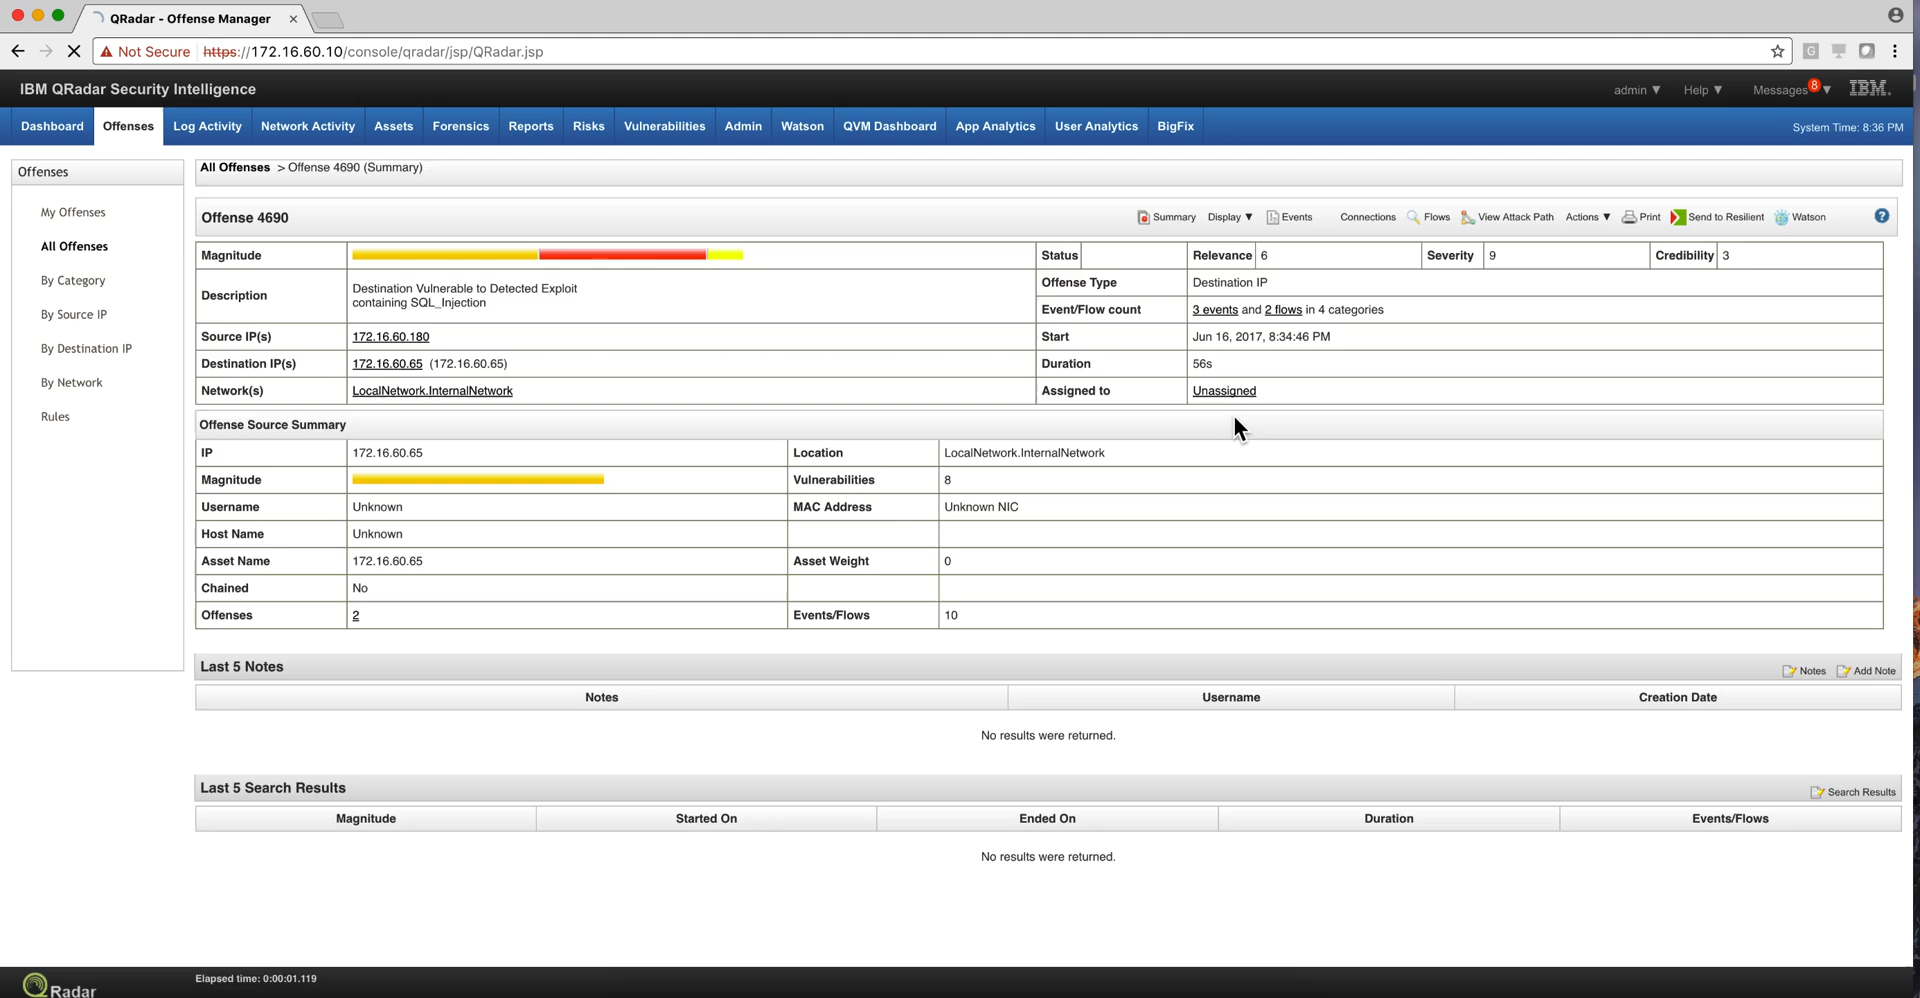 QRadar - Offense Manager
Not Secure https://172.16.60.10/console/qradar/jsp/QRadar.jsp
IBM QRadar Security Intelligence
admin ▼ Help ▼ Messages 8 ▼ IBM.
Dashboard Offenses Log Activity Network Activity Assets Forensics Reports Risks Vulnerabilities Admin Watson QVM Dashboard App Analytics User Analytics BigFix System Time: 8:36 PM
Offenses
My Offenses
All Offenses
By Category
By Source IP
By Destination IP
By Network
Rules
All Offenses > Offense 4690 (Summary)
Offense 4690 Summary Display ▼ Events Connections Flows View Attack Path Actions ▼ Print Send to Resilient Watson ?
Magnitude Status Relevance 6 Severity 9 Credibility 3
Description Destination Vulnerable to Detected Exploit
containing SQL_Injection
Offense Type Destination IP
Event/Flow count 3 events and 2 flows in 4 categories
Source IP(s) 172.16.60.180 Start Jun 16, 2017, 8:34:46 PM
Destination IP(s) 172.16.60.65 (172.16.60.65) Duration 56s
Network(s) LocalNetwork.InternalNetwork Assigned to Unassigned
Offense Source Summary
IP 172.16.60.65 Location LocalNetwork.InternalNetwork
Magnitude Vulnerabilities 8
Username Unknown MAC Address Unknown NIC
Host Name Unknown
Asset Name 172.16.60.65 Asset Weight 0
Chained No
Offenses 2 Events/Flows 10
Last 5 Notes Notes Add Note
Notes Username Creation Date
No results were returned.
Last 5 Search Results Search Results
Magnitude Started On Ended On Duration Events/Flows
No results were returned.
QRadar Elapsed time: 0:00:01.119